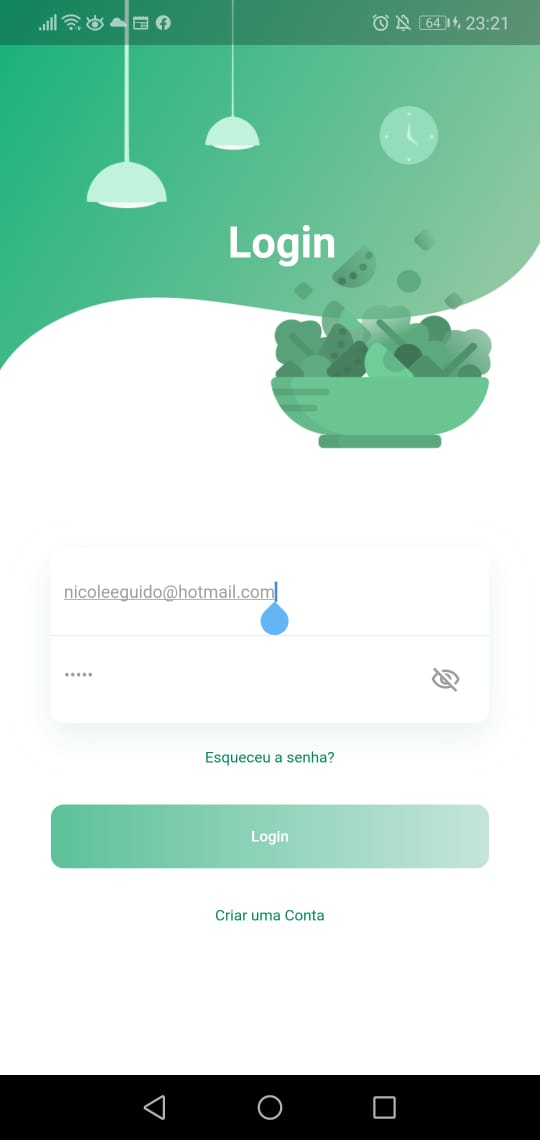 64 23:21
Login
nicoleeguido@hotmail.com
•••••
Esqueceu a senha?
Login
Criar uma Conta